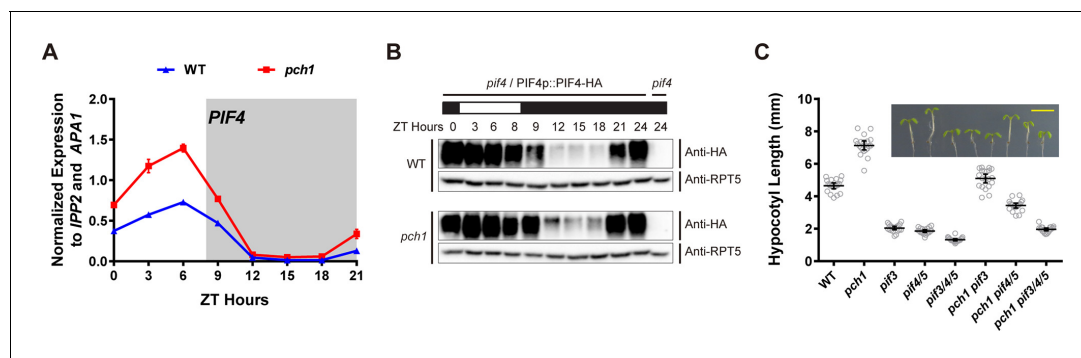 A
WT
pch1
PIF4
Normalized Expression
to IPP2 and APA1
2.0
1.5
1.0
0.5
0.0
0 3 6 9 12 15 18 21
ZT Hours
B
pif4 / PIF4p::PIF4-HA pif4
ZT Hours 0 3 6 8 9 12 15 18 21 24 24
WT
Anti-HA
Anti-RPT5
pch1
Anti-HA
Anti-RPT5
C
Hypocotyl Length (mm)
10
8
6
4
2
0
WT
pch1
pif3
pif4/5
pif3/4/5
pch1 pif3
pch1 pif4/5
pch1 pif3/4/5